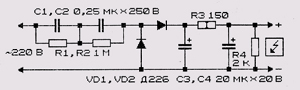 C1, C2 0,25 МК×250 В
R3 150
+
~220 В
R1, R2 1 М
R4
2 К
VD1, VD2 Д226 C3, C4 20 МК×20 В